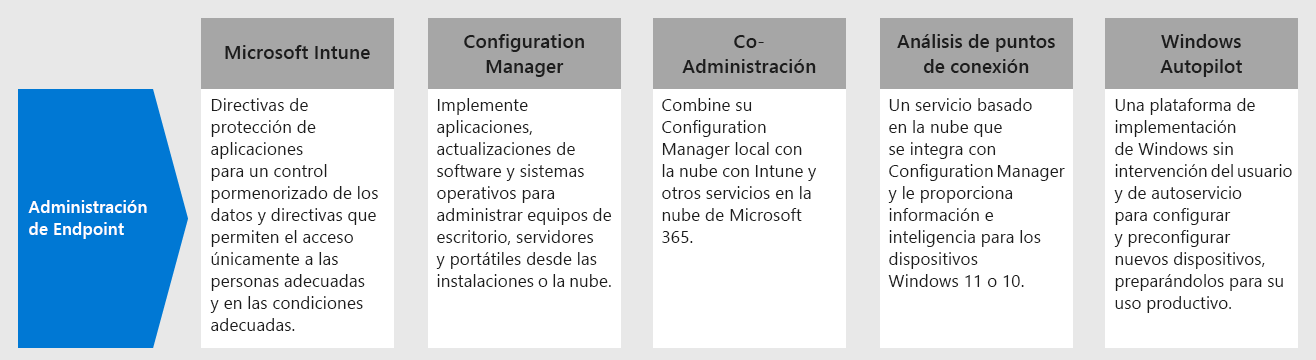 Administración
de Endpoint
Microsoft Intune
Directivas de
protección de
aplicaciones
para un control
pormenorizado de los
datos y directivas que
permiten el acceso
únicamente a las
personas adecuadas
y en las condiciones
adecuadas.
Configuration
Manager
Implemente
aplicaciones,
actualizaciones de
software y sistemas
operativos para
administrar equipos de
escritorio, servidores
y portátiles desde las
instalaciones o la nube.
Co-
Administración
Combine su
Configuration
Manager local con
la nube con Intune y
otros servicios en la
nube de Microsoft
365.
Análisis de puntos
de conexión
Un servicio basado
en la nube que
se integra con
Configuration Manager
y le proporciona
información e
inteligencia para los
dispositivos
Windows 11 o 10.
Windows
Autopilot
Una plataforma de
implementación
de Windows sin
intervención del usuario
y de autoservicio
para configurar
y preconfigurar
nuevos dispositivos,
preparándolos para su
uso productivo.